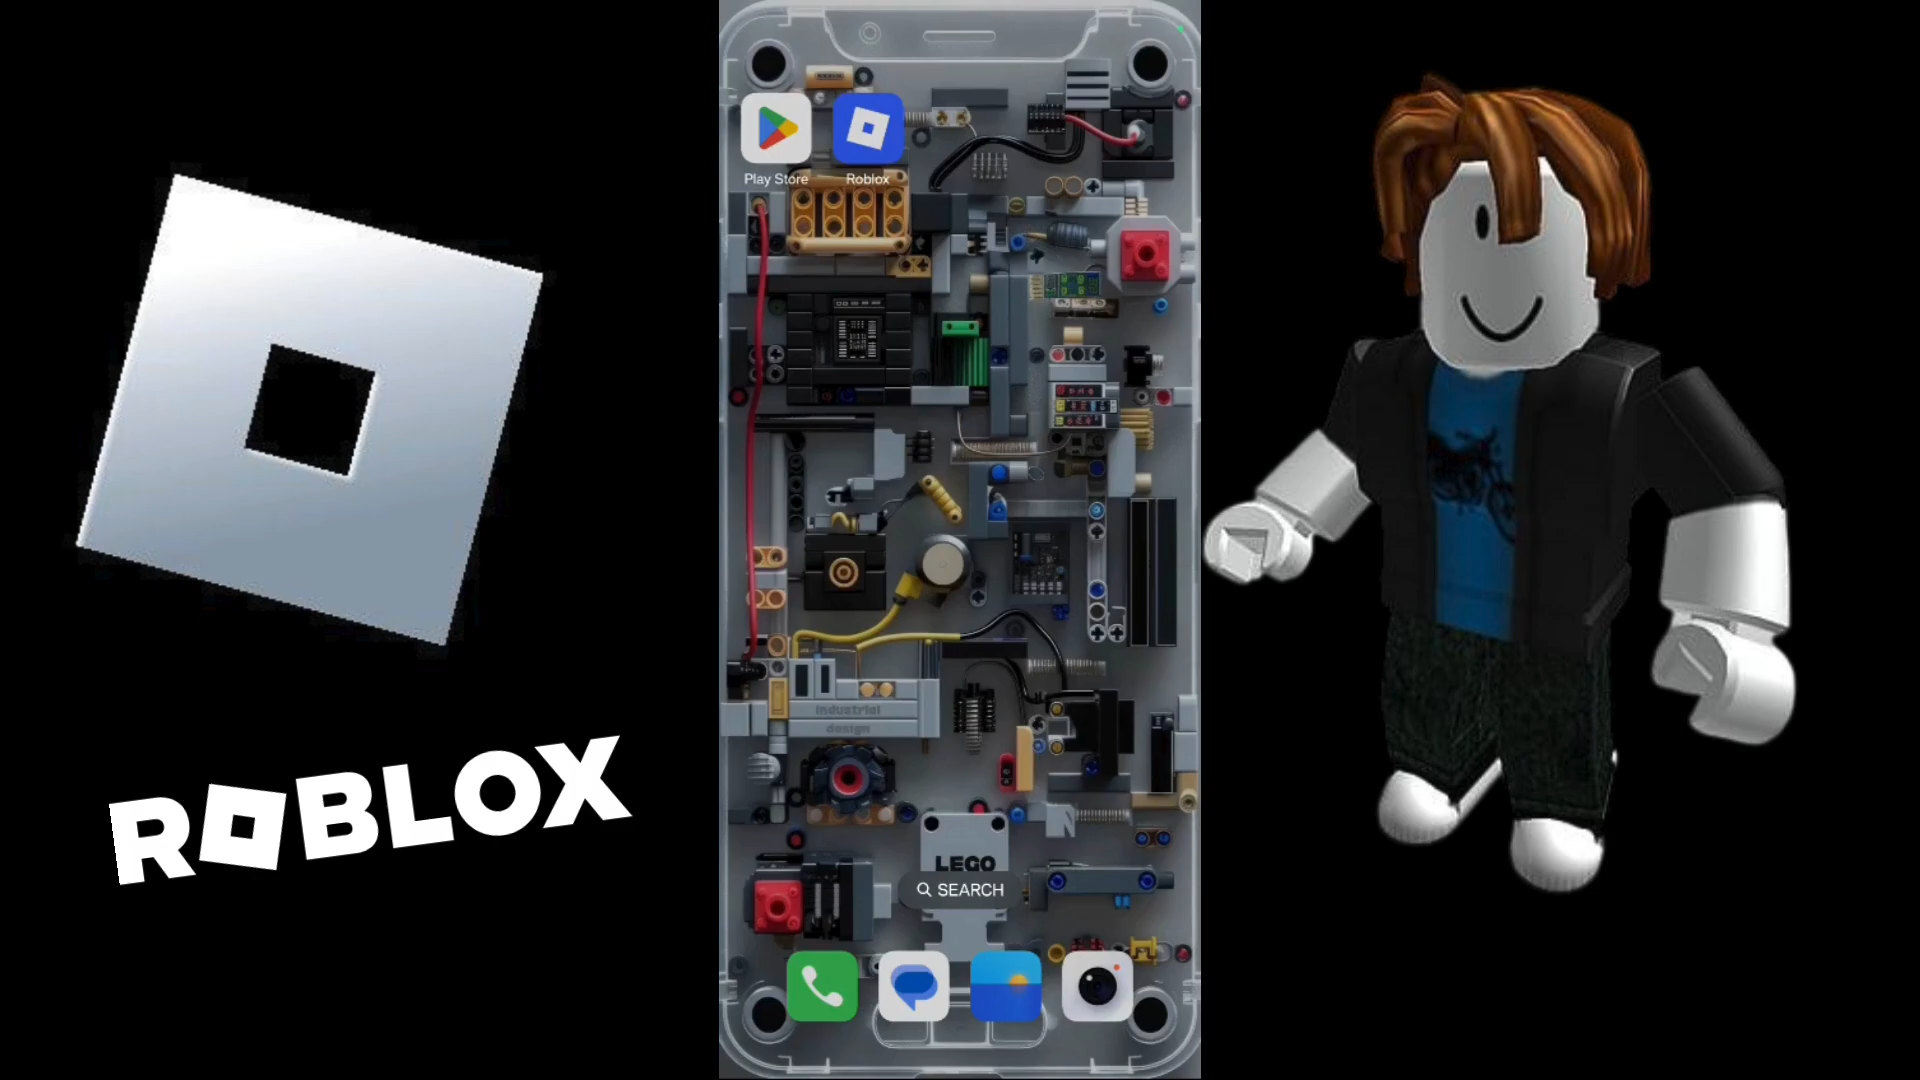 Play Store
Roblox
industrial
design
LEGO
SEARCH
ROBLOX